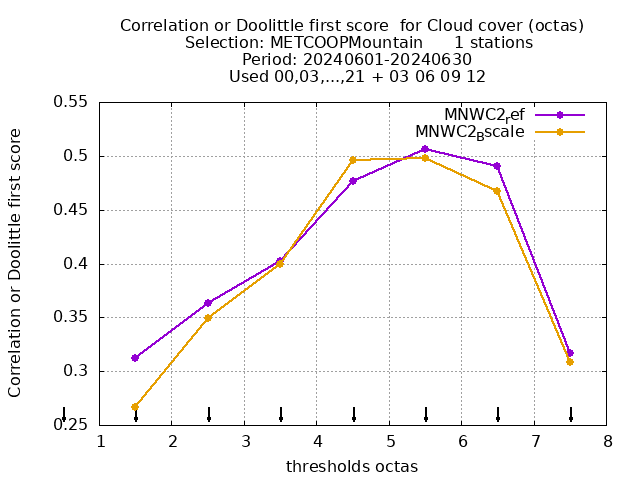 Correlation or Doolittle first score  for Cloud cover (octas)
Selection: METCOOPMountain      1 stations
Period: 20240601-20240630
Used 00,03,...,21 + 03 06 09 12
MNWC2ref
MNWC2Bscale
0.55
0.5
0.45
0.4
0.35
0.3
0.25
Correlation or Doolittle first score
1 2 3 4 5 6 7 8
thresholds octas